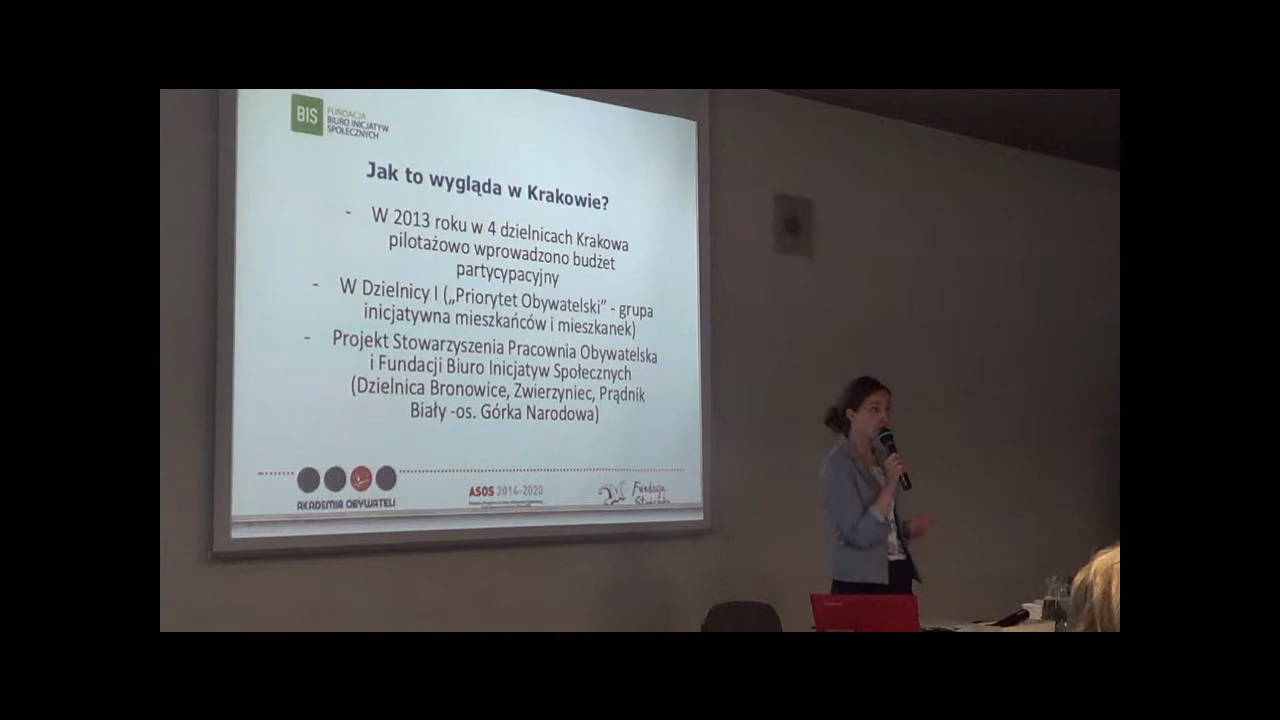 BIS
FUNDACJA
BIURO INICJATYW
SPOŁECZNYCH
Jak to wygląda w Krakowie?
- W 2013 roku w 4 dzielnicach Krakowa
pilotażowo wprowadzono budżet
partycypacyjny
- W Dzielnicy I („Priorytet Obywatelski” - grupa
inicjatywna mieszkańców i mieszkanek)
- Projekt Stowarzyszenia Pracownia Obywatelska
i Fundacji Biuro Inicjatyw Społecznych
(Dzielnica Bronowice, Zwierzyniec, Prądnik
Biały -os. Górka Narodowa)
AKADEMIA OBYWATELI
ASOS 2014-2020
Fundacja